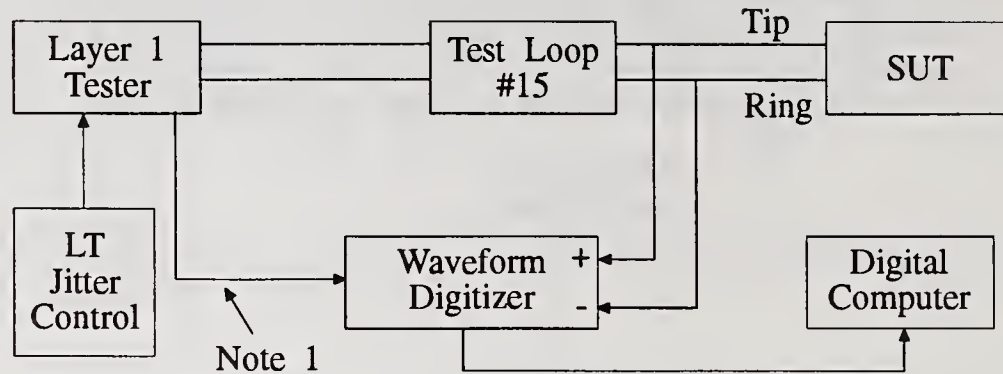 Layer 1
Tester
Test Loop
#15
Tip
Ring
SUT
LT
Jitter
Control
Note 1
Waveform
Digitizer
+
-
Digital
Computer